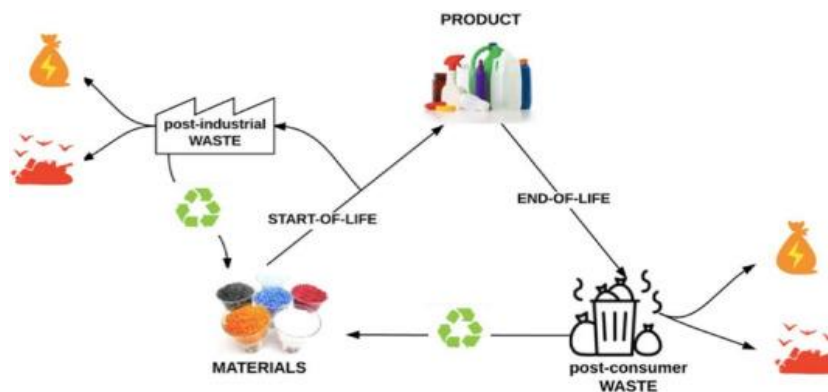 PRODUCT
post-industrial
WASTE
START-OF-LIFE
END-OF-LIFE
MATERIALS
post-consumer
WASTE